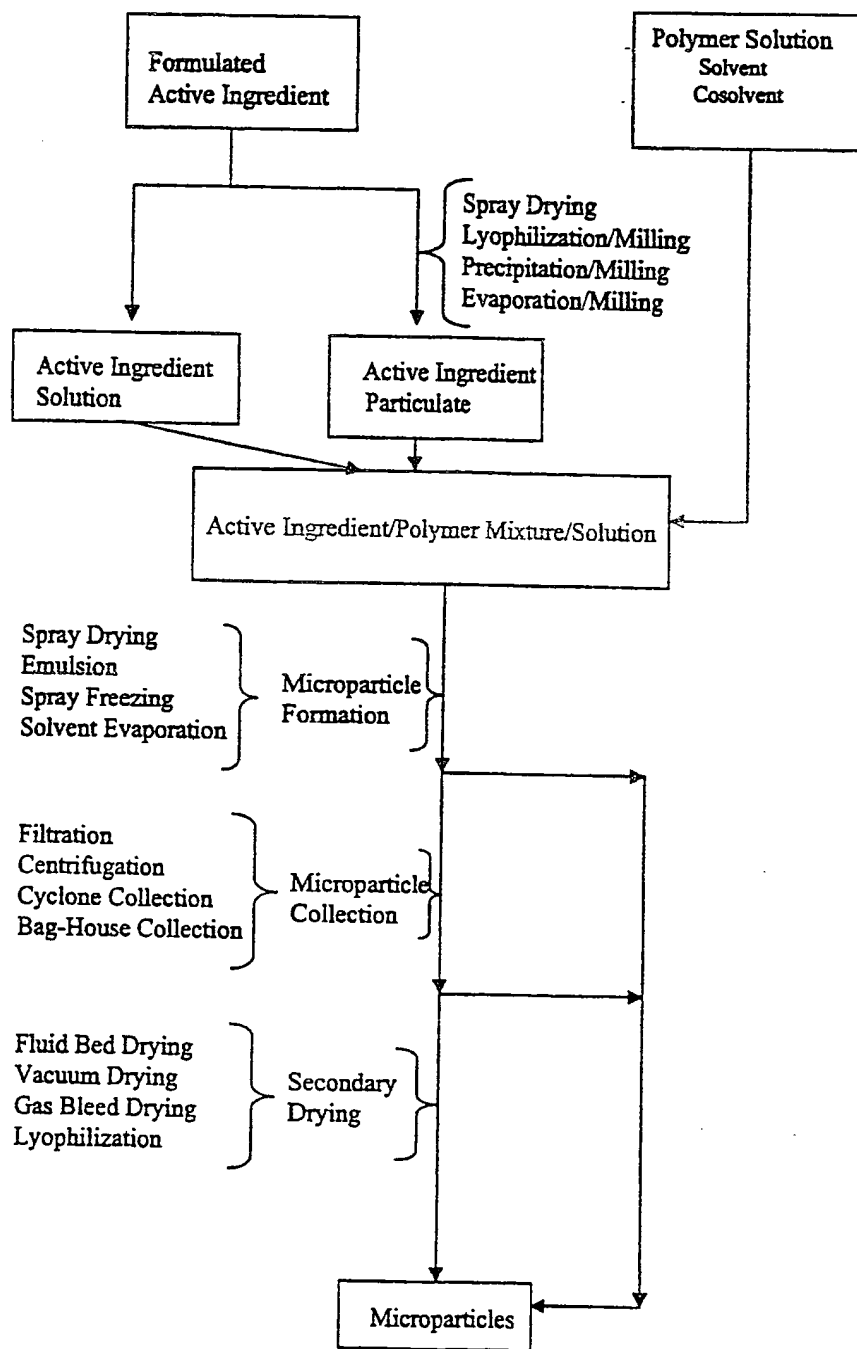 Formulated
Active Ingredient
Polymer Solution
Solvent
Cosolvent
Spray Drying
Lyophilization/Milling
Precipitation/Milling
Evaporation/Milling
Active Ingredient
Solution
Active Ingredient
Particulate
Active Ingredient/Polymer Mixture/Solution
Spray Drying
Emulsion
Spray Freezing
Solvent Evaporation
Microparticle
Formation
Filtration
Centrifugation
Cyclone Collection
Bag-House Collection
Microparticle
Collection
Fluid Bed Drying
Vacuum Drying
Gas Bleed Drying
Lyophilization
Secondary
Drying
Microparticles